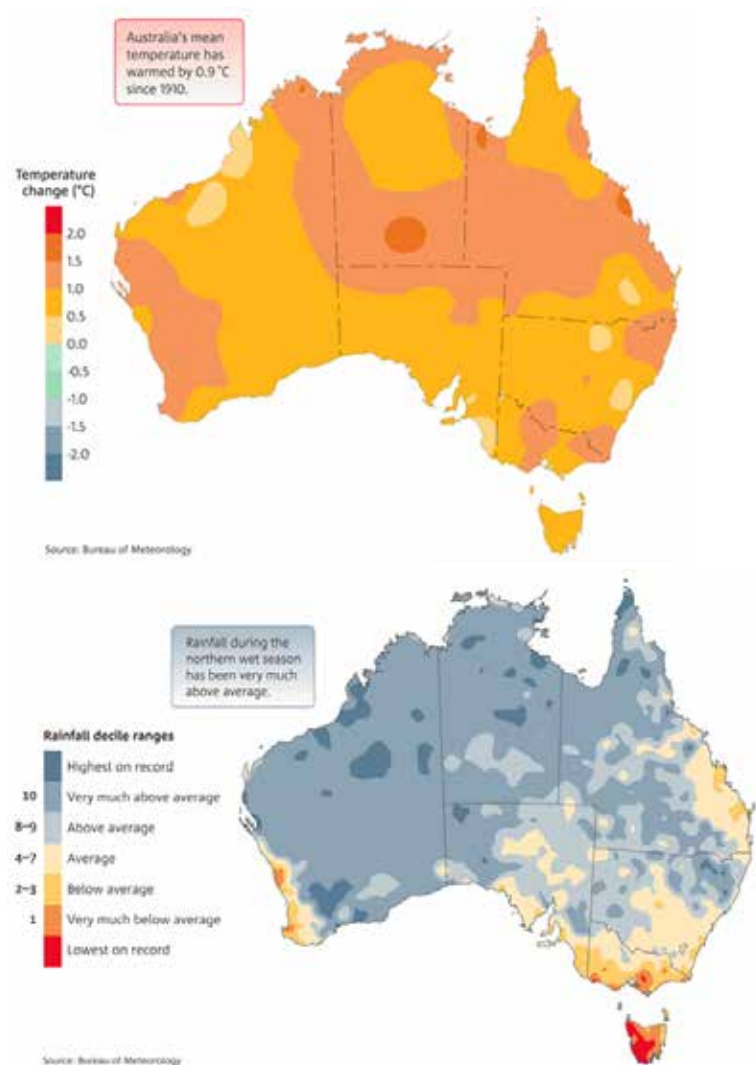 Australia's mean
temperature has
warmed by 0.9 °C
since 1910.
Temperature
change (°C)
2.0
1.5
1.0
0.5
0.0
-0.5
-1.0
-1.5
-2.0
Source: Bureau of Meteorology
Rainfall during the
northern wet season
has been very much
above average.
Rainfall decile ranges
Highest on record
10 Very much above average
8–9 Above average
4–7 Average
2–3 Below average
1 Very much below average
Lowest on record
Source: Bureau of Meteorology